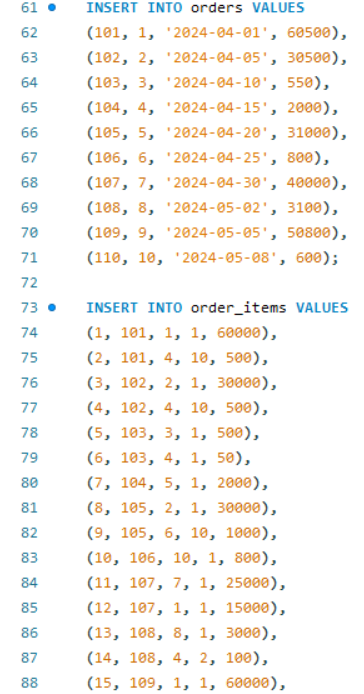 61 INSERT INTO orders VALUES
62 (101, 1, '2024-04-01', 60500),
63 (102, 2, '2024-04-05', 30500),
64 (103, 3, '2024-04-10', 550),
65 (104, 4, '2024-04-15', 2000),
66 (105, 5, '2024-04-20', 31000),
67 (106, 6, '2024-04-25', 800),
68 (107, 7, '2024-04-30', 40000),
69 (108, 8, '2024-05-02', 3100),
70 (109, 9, '2024-05-05', 50800),
71 (110, 10, '2024-05-08', 600);
72
73 INSERT INTO order_items VALUES
74 (1, 101, 1, 1, 60000),
75 (2, 101, 4, 10, 500),
76 (3, 102, 2, 1, 30000),
77 (4, 102, 4, 10, 500),
78 (5, 103, 3, 1, 500),
79 (6, 103, 4, 1, 50),
80 (7, 104, 5, 1, 2000),
81 (8, 105, 2, 1, 30000),
82 (9, 105, 6, 10, 1000),
83 (10, 106, 10, 1, 800),
84 (11, 107, 7, 1, 25000),
85 (12, 107, 1, 1, 15000),
86 (13, 108, 8, 1, 3000),
87 (14, 108, 4, 2, 100),
88 (15, 109, 1, 1, 60000),